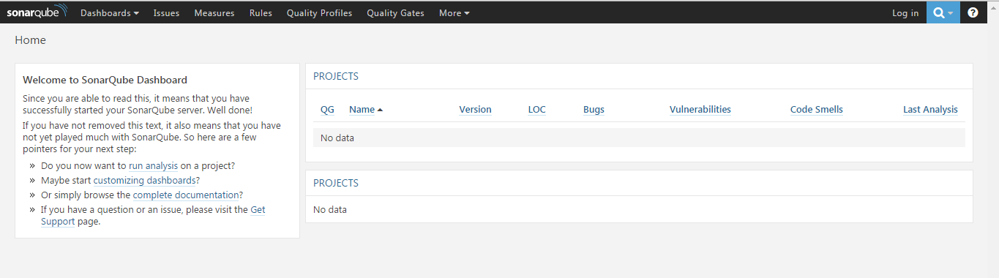 sonarqube Dashboards Issues Measures Rules Quality Profiles Quality Gates More Log in ?
Home
Welcome to SonarQube Dashboard
Since you are able to read this, it means that you have
successfully started your SonarQube server. Well done!
If you have not removed this text, it also means that you have
not yet played much with SonarQube. So here are a few
pointers for your next step:
» Do you now want to run analysis on a project?
» Maybe start customizing dashboards?
» Or simply browse the complete documentation?
» If you have a question or an issue, please visit the Get
Support page.
PROJECTS
QG Name Version LOC Bugs Vulnerabilities Code Smells Last Analysis
No data
PROJECTS
No data